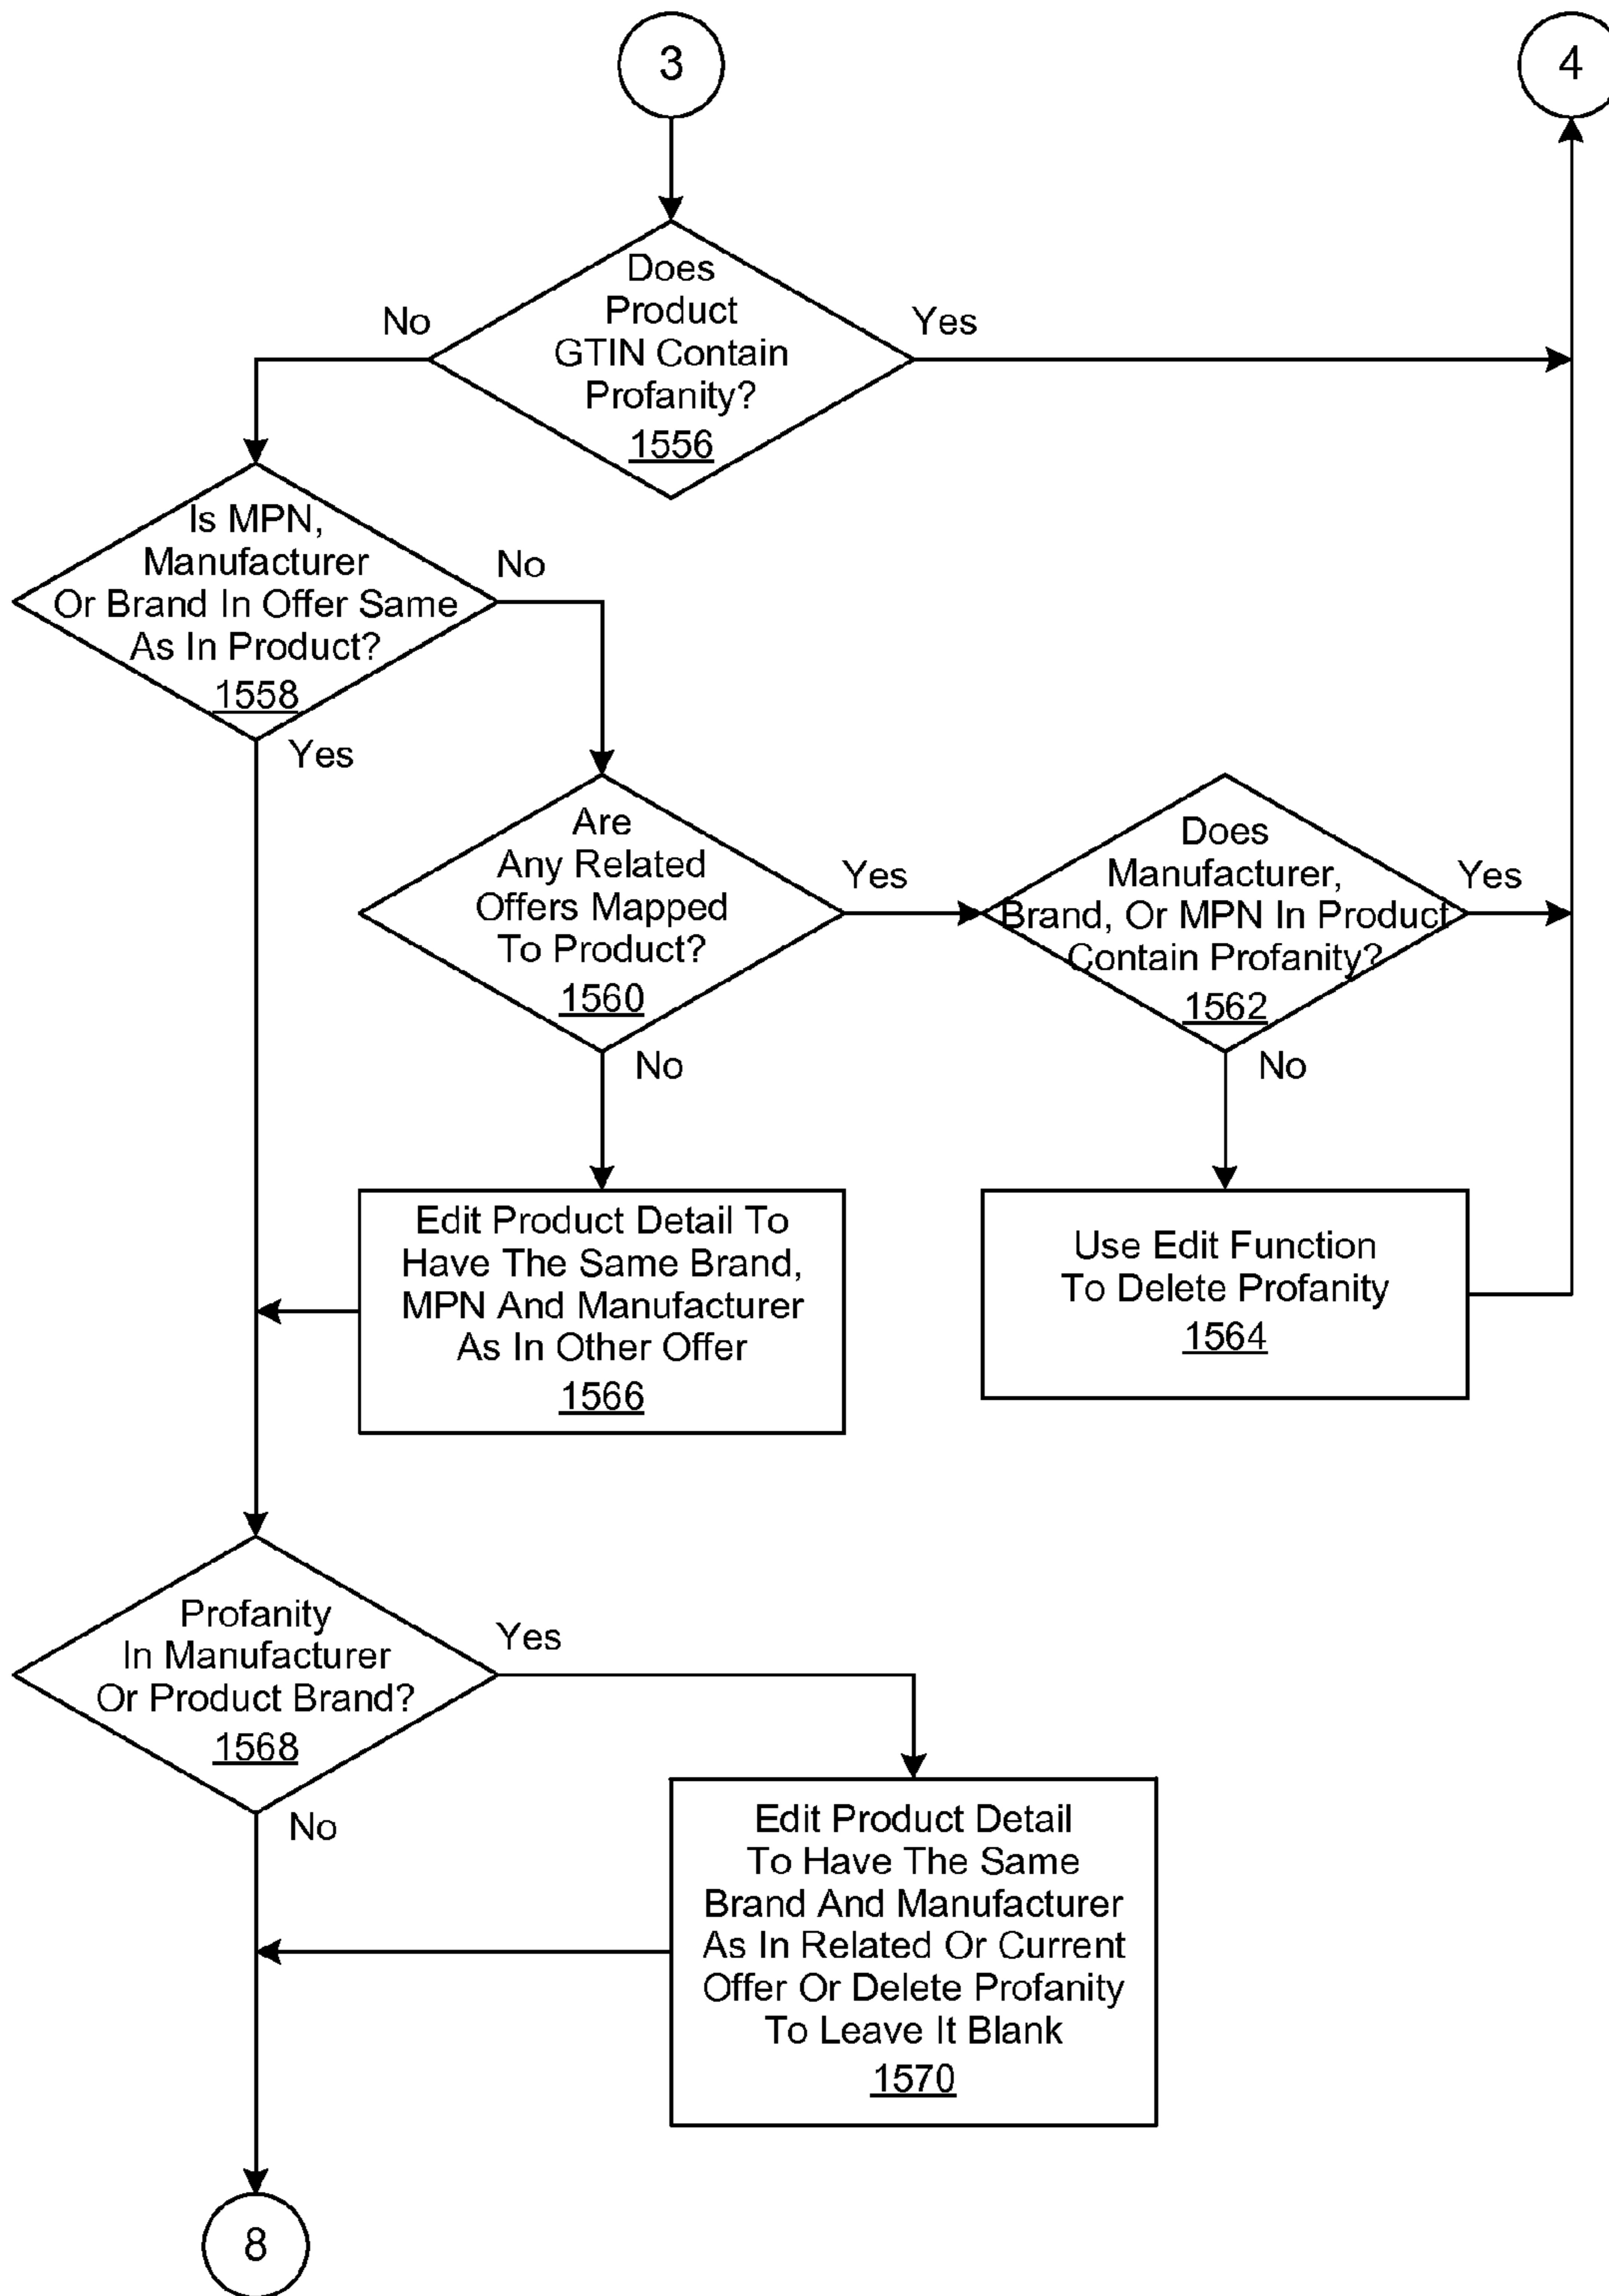 3
4
Does
Product
GTIN Contain
Profanity?
1556
No
Yes
Is MPN,
Manufacturer
Or Brand In Offer Same
As In Product?
1558
No
Yes
Are
Any Related
Offers Mapped
To Product?
1560
Yes
No
Does
Manufacturer,
Brand, Or MPN In Product
Contain Profanity?
1562
Yes
No
Edit Product Detail To
Have The Same Brand,
MPN And Manufacturer
As In Other Offer
1566
Use Edit Function
To Delete Profanity
1564
Profanity
In Manufacturer
Or Product Brand?
1568
Yes
No
Edit Product Detail
To Have The Same
Brand And Manufacturer
As In Related Or Current
Offer Or Delete Profanity
To Leave It Blank
1570
8